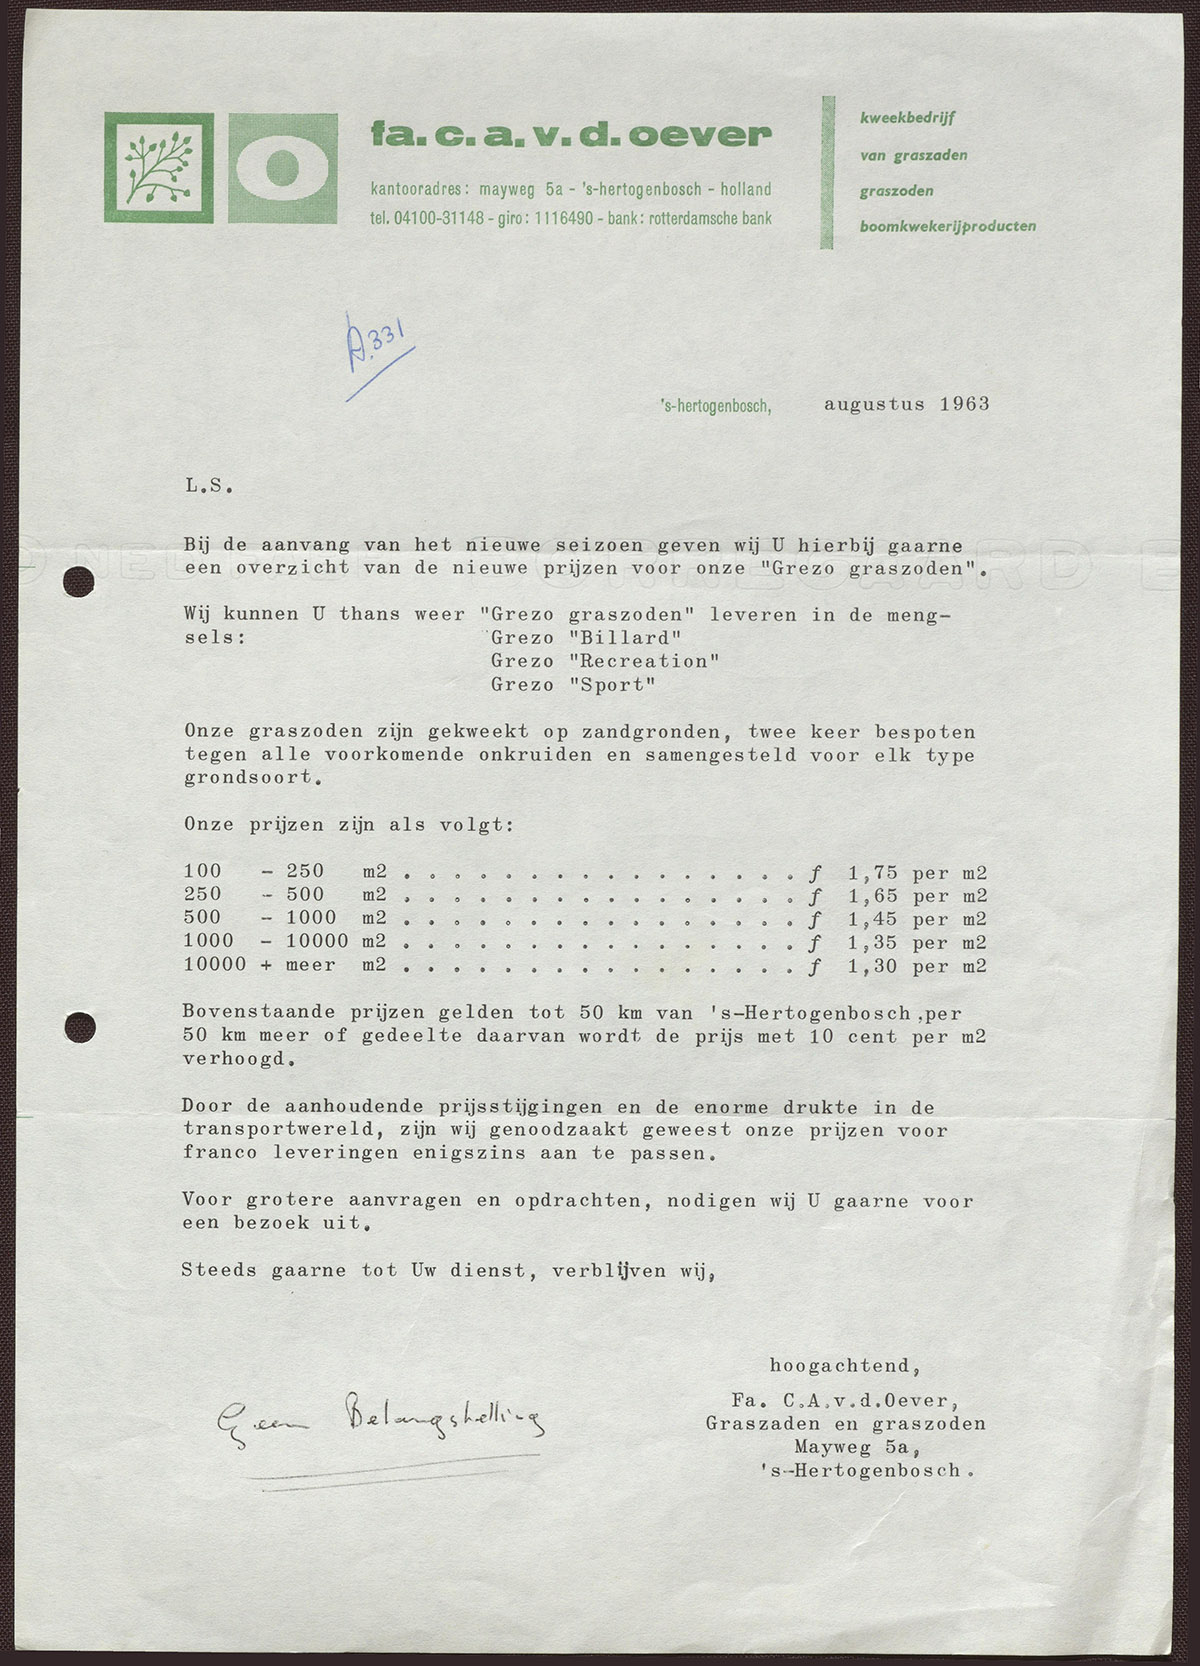 fa. c. a. v. d. oever
kantooradres: mayweg 5a - 's-hertogenbosch - holland
tel. 04100-31148 - giro: 1116490 - bank: rotterdamsche bank
kweekbedrijf
van graszaden
graszoden
boomkwekerijproducten
D.331
's-hertogenbosch, augustus 1963
L.S.
Bij de aanvang van het nieuwe seizoen geven wij U hierbij gaarne
een overzicht van de nieuwe prijzen voor onze "Grezo graszoden".
Wij kunnen U thans weer "Grezo graszoden" leveren in de meng-
sels: Grezo "Billard"
Grezo "Recreation"
Grezo "Sport"
Onze graszoden zijn gekweekt op zandgronden, twee keer bespoten
tegen alle voorkomende onkruiden en samengesteld voor elk type
grondsoort.
Onze prijzen zijn als volgt:
100 - 250 m2 . . . . . . . . . . . . . . . . ƒ 1,75 per m2
250 - 500 m2 . . . . . . . . . . . . . . . . ƒ 1,65 per m2
500 - 1000 m2 . . . . . . . . . . . . . . . . ƒ 1,45 per m2
1000 - 10000 m2 . . . . . . . . . . . . . . . . ƒ 1,35 per m2
10000 + meer m2 . . . . . . . . . . . . . . . . ƒ 1,30 per m2
Bovenstaande prijzen gelden tot 50 km van 's-Hertogenbosch,per
50 km meer of gedeelte daarvan wordt de prijs met 10 cent per m2
verhoogd.
Door de aanhoudende prijsstijgingen en de enorme drukte in de
transportwereld, zijn wij genoodzaakt geweest onze prijzen voor
franco leveringen enigszins aan te passen.
Voor grotere aanvragen en opdrachten, nodigen wij U gaarne voor
een bezoek uit.
Steeds gaarne tot Uw dienst, verblijven wij,
hoogachtend,
Fa. C.A.v.d.Oever,
Graszaden en graszoden
Mayweg 5a,
's-Hertogenbosch.
Geen Belangstelling